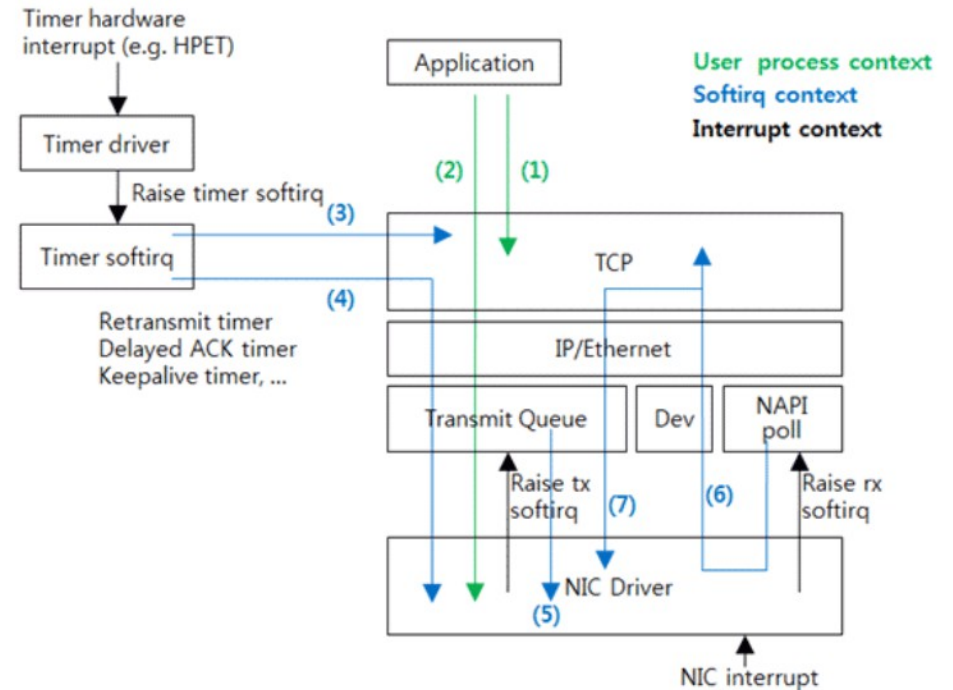 Timer hardware
interrupt (e.g. HPET)
Application
User process context
Softirq context
Interrupt context
Timer driver
(2)
(1)
Raise timer softirq
(3)
Timer softirq
TCP
(4)
Retransmit timer
Delayed ACK timer
Keepalive timer, ...
IP/Ethernet
Transmit Queue
Dev
NAPI
poll
Raise tx
softirq
(7)
(6)
Raise rx
softirq
NIC Driver
(5)
NIC interrupt